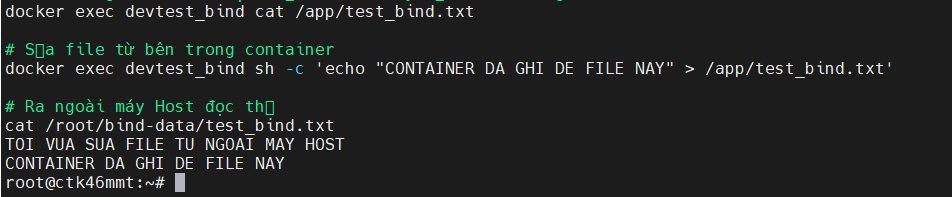 docker exec devtest_bind cat /app/test_bind.txt
# Sa file từ bên trong container
docker exec devtest_bind sh -c 'echo "CONTAINER DA GHI DE FILE NAY" > /app/test_bind.txt'
# Ra ngoài máy Host đọc
cat /root/bind-data/test_bind.txt
TOI VUA SUA FILE TU NGOAI MAY HOST
CONTAINER DA GHI DE FILE NAY
root@ctk46mmt:~#